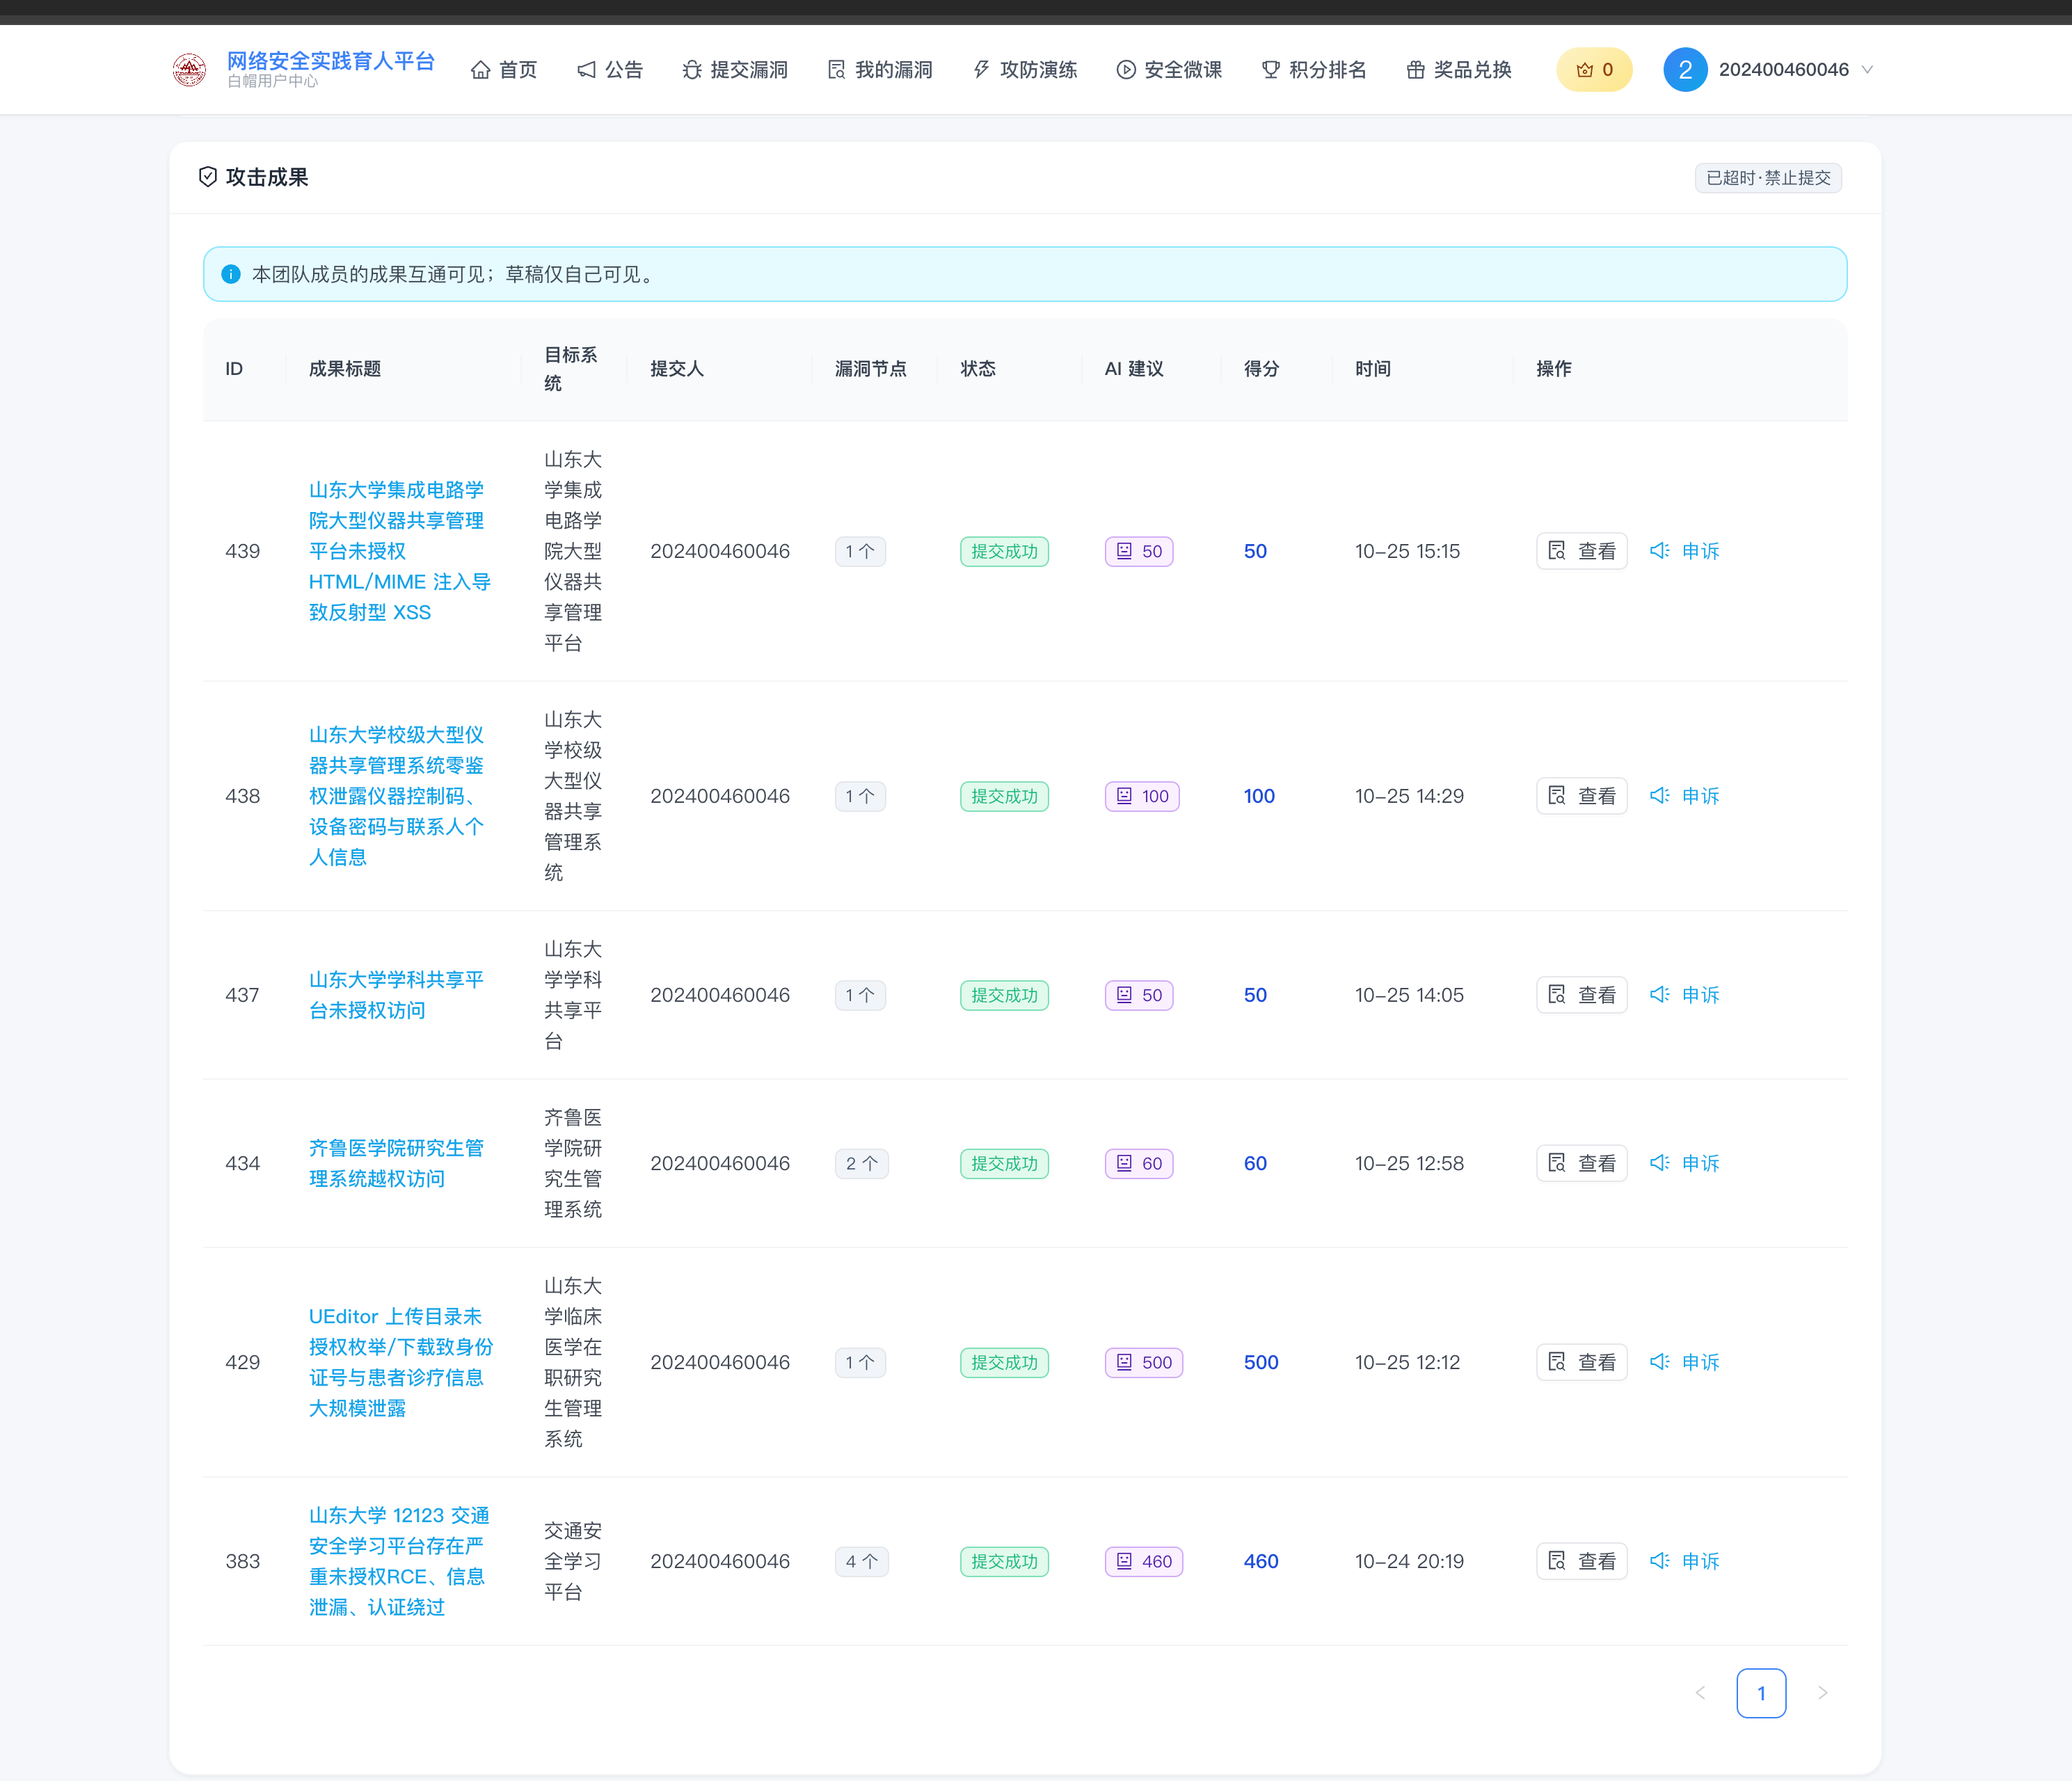 网络安全实践育人平台
白帽用户中心
首页 公告 提交漏洞 我的漏洞 攻防演练 安全微课 积分排名 奖品兑换 0 2 202400460046
攻击成果
已超时·禁止提交
本团队成员的成果互通可见；草稿仅自己可见。
ID 成果标题 目标系统 提交人 漏洞节点 状态 AI 建议 得分 时间 操作
439
山东大学集成电路学
院大型仪器共享管理
平台未授权
HTML/MIME 注入导
致反射型 XSS
山东大
学集成
电路学
院大型
仪器共
享管理
平台
202400460046 1 个 提交成功 50 50 10-25 15:15 查看 申诉
438
山东大学校级大型仪
器共享管理系统零鉴
权泄露仪器控制码、
设备密码与联系人个
人信息
山东大
学校级
大型仪
器共享
管理系
统
202400460046 1 个 提交成功 100 100 10-25 14:29 查看 申诉
437
山东大学学科共享平
台未授权访问
山东大
学学科
共享平
台
202400460046 1 个 提交成功 50 50 10-25 14:05 查看 申诉
434
齐鲁医学院研究生管
理系统越权访问
齐鲁医
学院研
究生管
理系统
202400460046 2 个 提交成功 60 60 10-25 12:58 查看 申诉
429
UEditor 上传目录未
授权枚举/下载致身份
证号与患者诊疗信息
大规模泄露
山东大
学临床
医学在
职研究
生管理
系统
202400460046 1 个 提交成功 500 500 10-25 12:12 查看 申诉
383
山东大学 12123 交通
安全学习平台存在严
重未授权RCE、信息
泄漏、认证绕过
交通安
全学习
平台
202400460046 4 个 提交成功 460 460 10-24 20:19 查看 申诉
1